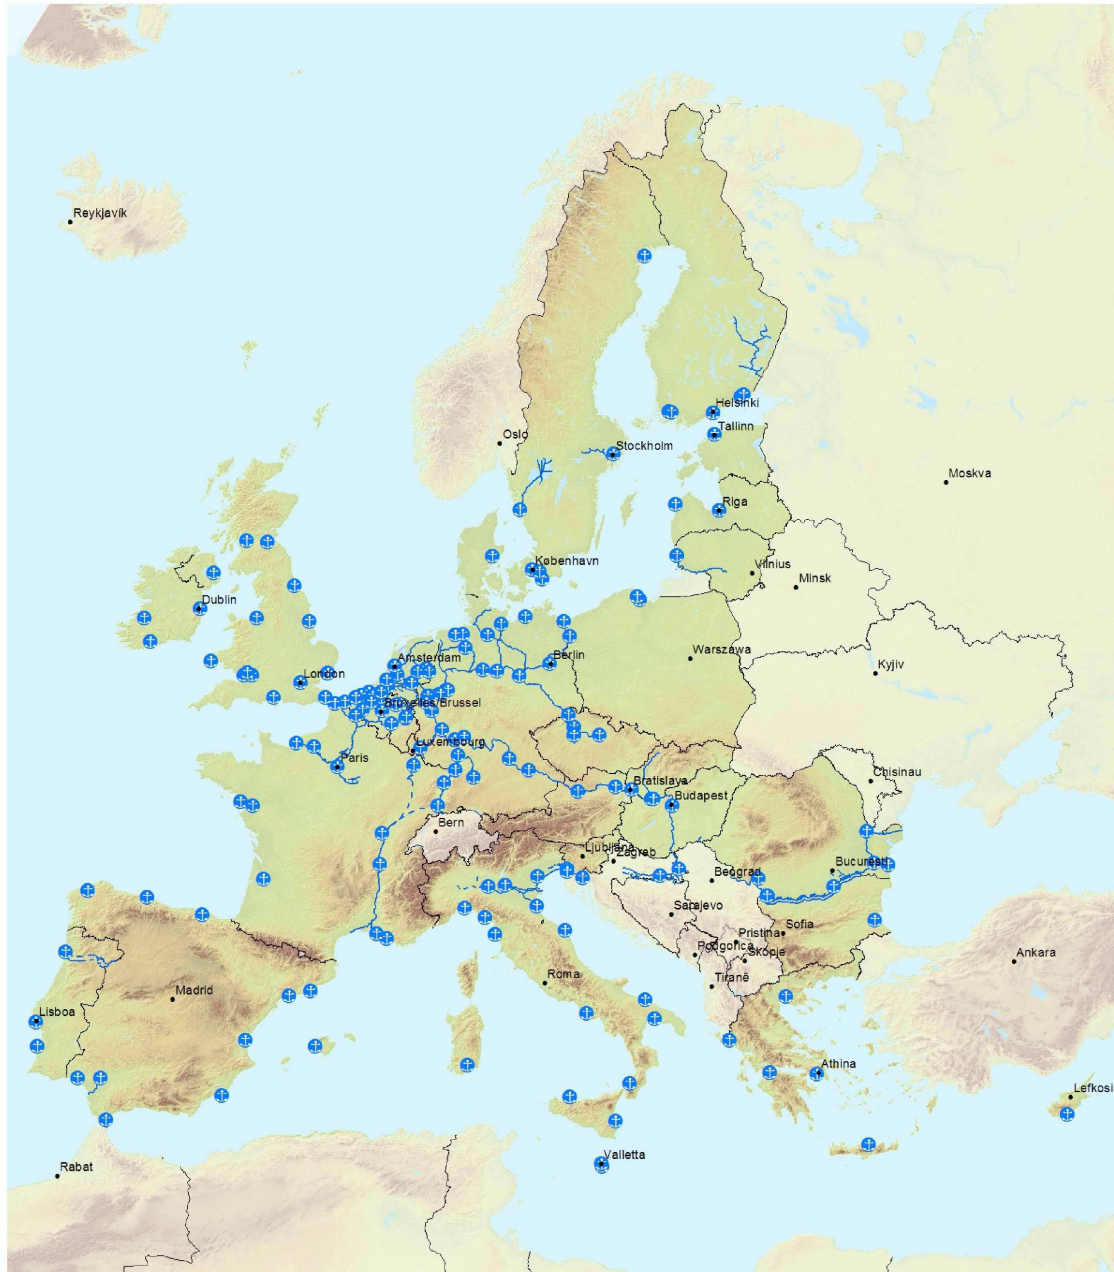 Reykjavík
Helsinki
Tallinn
Oslo
Stockholm
Moskva
Riga
København
Vilnius
Minsk
Dublin
Amsterdam
Berlin
Warszawa
Kyjiv
London
Bruxelles/Brussel
Luxembourg
Paris
Chisinau
Bratislava
Budapest
Bern
Ljubljana
Zagreb
Bucuresti
Beograd
Sarajevo
Sofia
Pristina
Podgorica
Skopje
Ankara
Roma
Tiranë
Madrid
Lisboa
Athina
Lefkosi
Valletta
Rabat